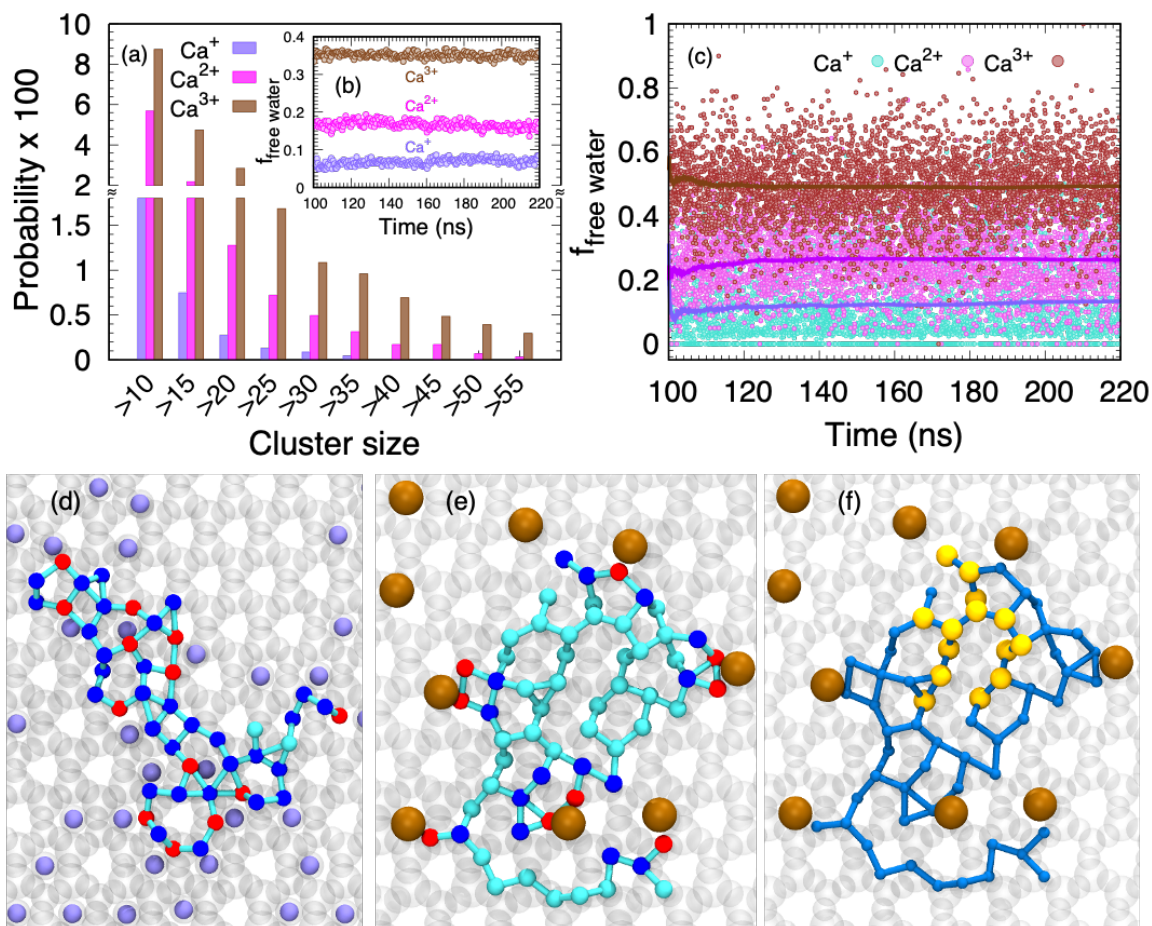 (a)
Ca⁺
Ca²⁺
Ca³⁺
Probability x 100
10
8
6
4
2
1.5
1
0.5
0
>10
>15
>20
>25
>30
>35
>40
>45
>50
>55
Cluster size
(b)
f_free water
0.4
0.3
0.2
0.1
0
Ca³⁺
Ca²⁺
Ca⁺
100 120 140 160 180 200 220
Time (ns)
(c)
Ca⁺ Ca²⁺ Ca³⁺
f_free water
1
0.8
0.6
0.4
0.2
0
100 120 140 160 180 200 220
Time (ns)
(d)
(e)
(f)